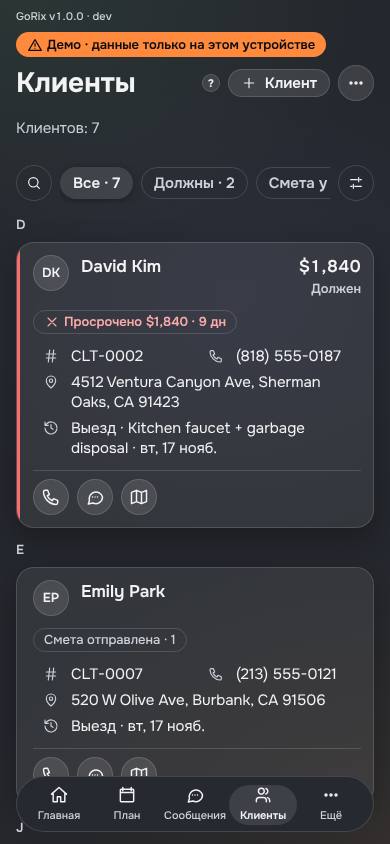 GoRix v1.0.0 · dev
Демо · данные только на этом устройстве
Клиенты
?
+ Клиент
Клиентов: 7
Все · 7
Должны · 2
Смета у
D
DK
David Kim
$1,840
Должен
Просрочено $1,840 · 9 дн
# CLT-0002
(818) 555-0187
4512 Ventura Canyon Ave, Sherman
Oaks, CA 91423
Выезд · Kitchen faucet + garbage
disposal · вт, 17 нояб.
E
EP
Emily Park
Смета отправлена · 1
# CLT-0007
(213) 555-0121
520 W Olive Ave, Burbank, CA 91506
Выезд · вт, 17 нояб.
J
Главная
План
Сообщения
Клиенты
Ещё